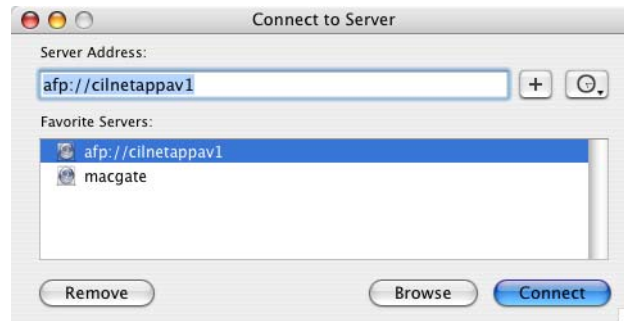 Connect to Server
Server Address:
afp://cilnetappav1
+
Favorite Servers:
afp://cilnetappav1
macgate
Remove Browse Connect